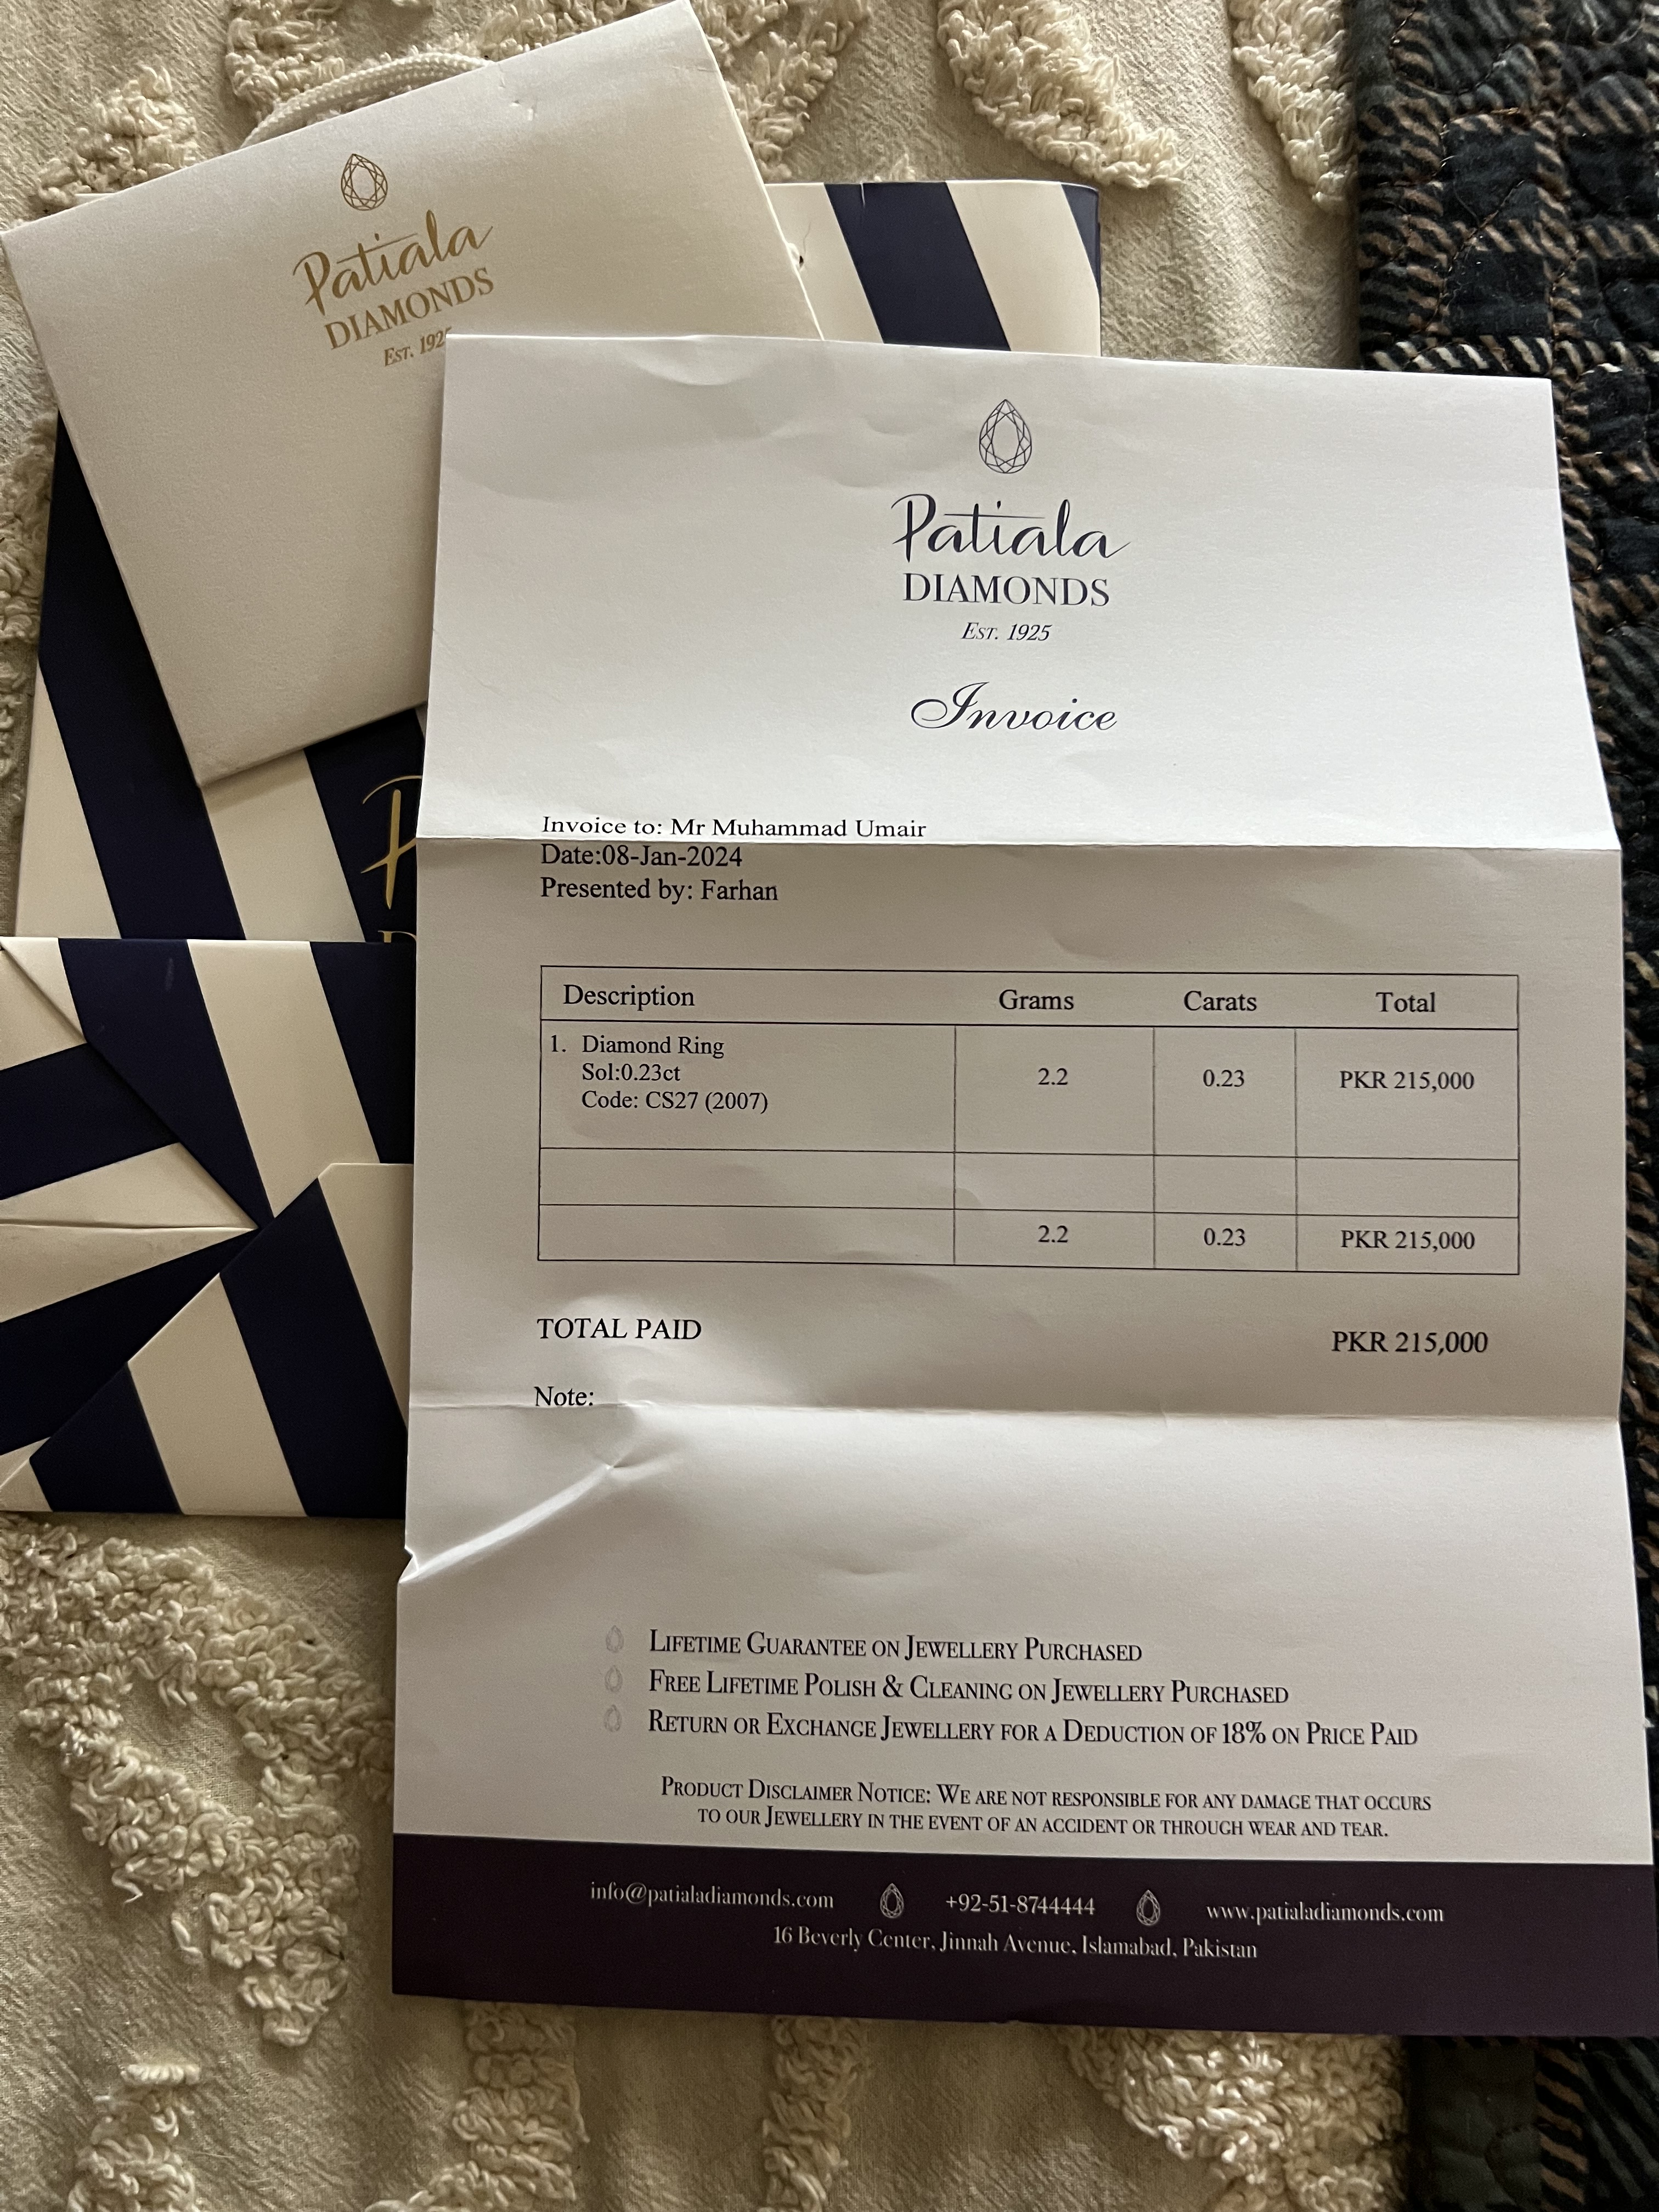 Patiala
DIAMONDS
EST. 192
Patiala
DIAMONDS
EST. 1925
Invoice
Invoice to: Mr Muhammad Umair
Date:08-Jan-2024
Presented by: Farhan
Description Grams Carats Total
1. Diamond Ring
Sol:0.23ct
Code: CS27 (2007)
2.2 0.23 PKR 215,000
2.2 0.23 PKR 215,000
TOTAL PAID PKR 215,000
Note:
LIFETIME GUARANTEE ON JEWELLERY PURCHASED
FREE LIFETIME POLISH & CLEANING ON JEWELLERY PURCHASED
RETURN OR EXCHANGE JEWELLERY FOR A DEDUCTION OF 18% ON PRICE PAID
PRODUCT DISCLAIMER NOTICE: WE ARE NOT RESPONSIBLE FOR ANY DAMAGE THAT OCCURS
TO OUR JEWELLERY IN THE EVENT OF AN ACCIDENT OR THROUGH WEAR AND TEAR.
info@patialadiamonds.com +92-51-8744444 www.patialadiamonds.com
16 Beverly Center, Jinnah Avenue, Islamabad, Pakistan